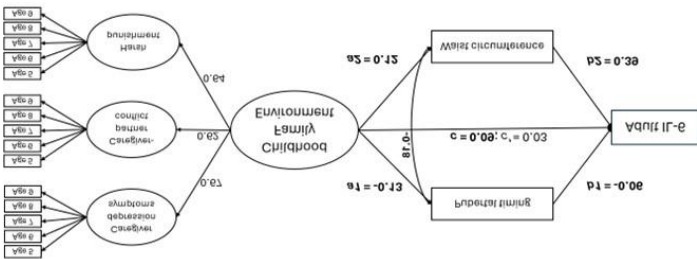 Age 5
Age 6
Age 7
Age 8
Age 9
Caregiver
depression
symptoms
Age 5
Age 6
Age 7
Age 8
Age 9
Caregiver-
partner
conflict
Age 5
Age 6
Age 7
Age 8
Age 9
Harsh
punishment
0.67
0.62
0.64
Childhood
Family
Environment
a1 = -0.13
Pubertal timing
b1 = -0.06
-0.18
c = 0.09; c' = 0.03
Adult IL-6
a2 = 0.12
Waist circumference
b2 = 0.39